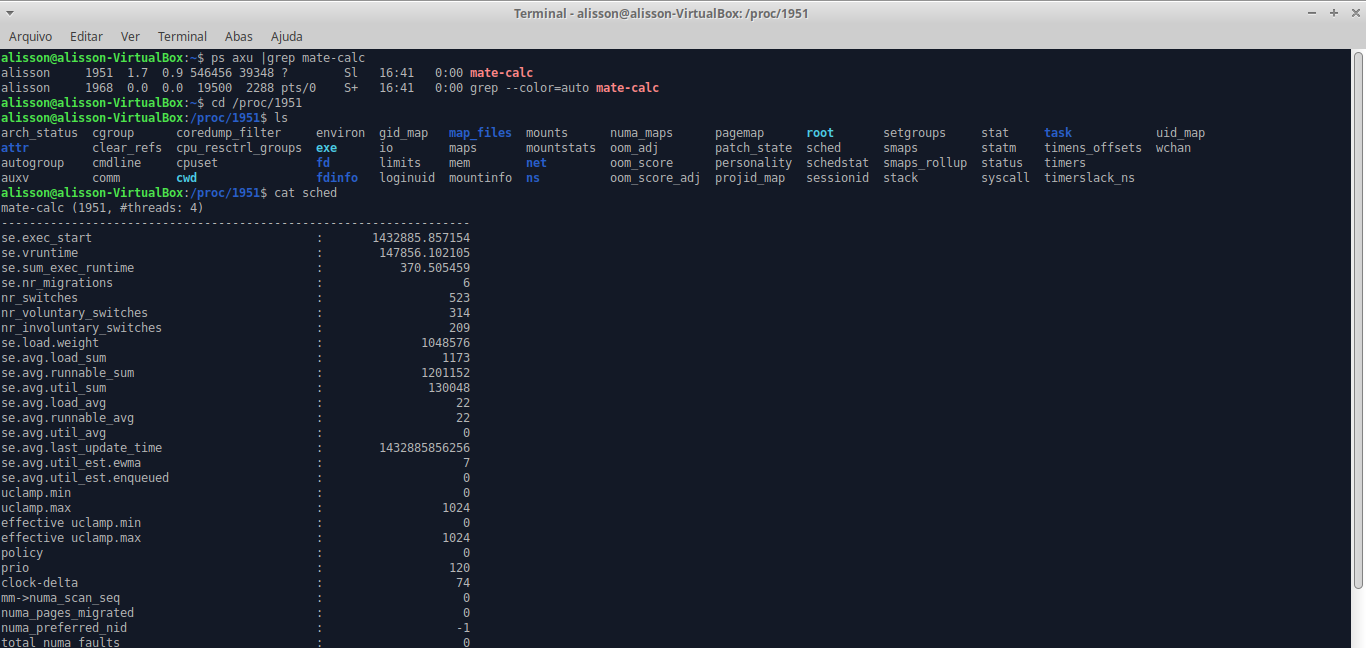 Terminal - alisson@alisson-VirtualBox: /proc/1951
Arquivo Editar Ver Terminal Abas Ajuda
alisson@alisson-VirtualBox:~$ ps axu |grep mate-calc
alisson     1951  1.7  0.9 546456 39348 ?        Sl   16:41   0:00 mate-calc
alisson     1968  0.0  0.0  19500  2288 pts/0    S+   16:41   0:00 grep --color=auto mate-calc
alisson@alisson-VirtualBox:~$ cd /proc/1951
alisson@alisson-VirtualBox:/proc/1951$ ls
arch_status  cgroup      coredump_filter     environ  gid_map    map_files  mounts      numa_maps      pagemap      root       setgroups     stat     task            uid_map
attr         clear_refs  cpu_resctrl_groups  exe      io         maps       mountstats  oom_adj        patch_state  sched      smaps         statm    timens_offsets  wchan
autogroup    cmdline     cpuset              fd       limits     mem        net         oom_score      personality  schedstat  smaps_rollup  status   timers
auxv         comm        cwd                 fdinfo   loginuid   mountinfo  ns          oom_score_adj  projid_map   sessionid  stack         syscall  timerslack_ns
alisson@alisson-VirtualBox:/proc/1951$ cat sched
mate-calc (1951, #threads: 4)
-------------------------------------------------------------------
se.exec_start                                :       1432885.857154
se.vruntime                                  :        147856.102105
se.sum_exec_runtime                          :           370.505459
se.nr_migrations                             :                    6
nr_switches                                  :                  523
nr_voluntary_switches                        :                  314
nr_involuntary_switches                      :                  209
se.load.weight                               :              1048576
se.avg.load_sum                              :                 1173
se.avg.runnable_sum                          :              1201152
se.avg.util_sum                              :               130048
se.avg.load_avg                              :                   22
se.avg.runnable_avg                          :                   22
se.avg.util_avg                              :                    0
se.avg.last_update_time                      :        1432885856256
se.avg.util_est.ewma                         :                    7
se.avg.util_est.enqueued                     :                    0
uclamp.min                                   :                    0
uclamp.max                                   :                 1024
effective uclamp.min                         :                    0
effective uclamp.max                         :                 1024
policy                                       :                    0
prio                                         :                  120
clock-delta                                  :                   74
mm->numa_scan_seq                            :                    0
numa_pages_migrated                          :                    0
numa_preferred_nid                           :                   -1
total_numa_faults                            :                    0